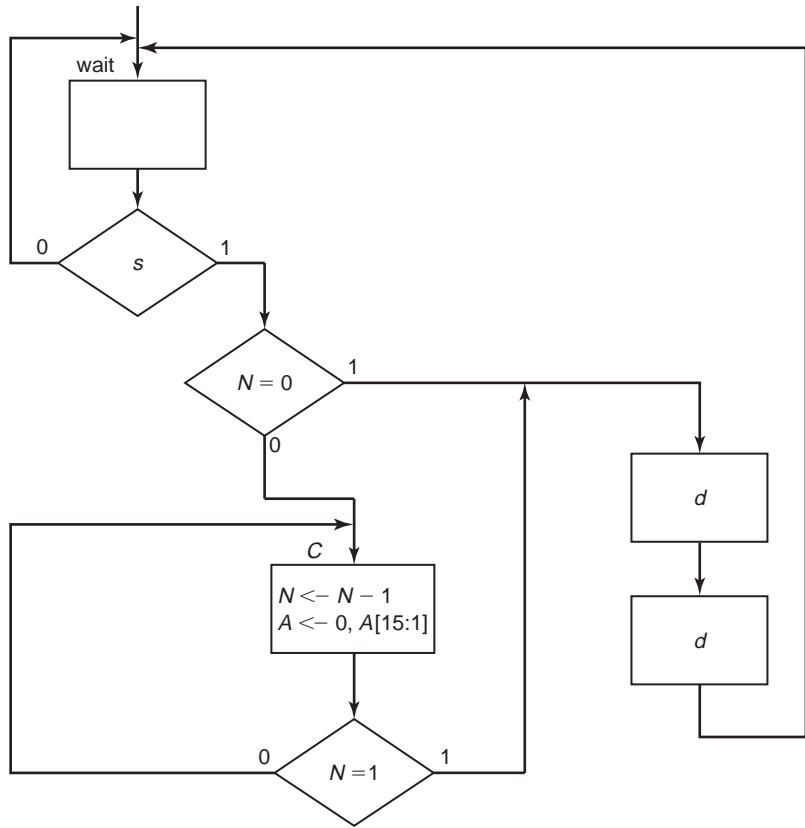 wait
0
1
s
N = 0
1
0
C
N <– N – 1
A <– 0, A[15:1]
d
d
0
1
N = 1